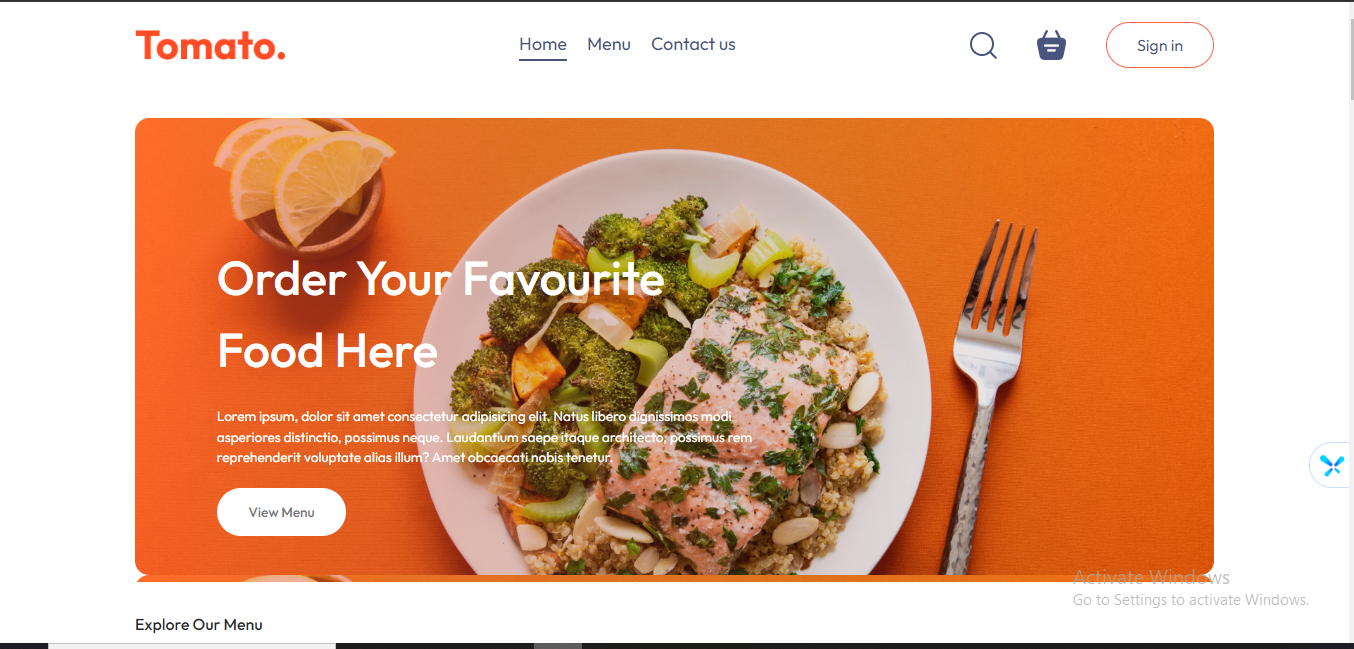 Tomato.
Home Menu Contact us
Sign in
Order Your Favourite
Food Here
Lorem ipsum, dolor sit amet consectetur adipisicing elit. Natus libero dignissimos modi
asperiores distinctio, possimus neque. Laudantium saepe itaque architecto, possimus rem
reprehenderit voluptate alias illum? Amet obcaecati nobis tenetur.
View Menu
Activate Windows
Go to Settings to activate Windows.
Explore Our Menu